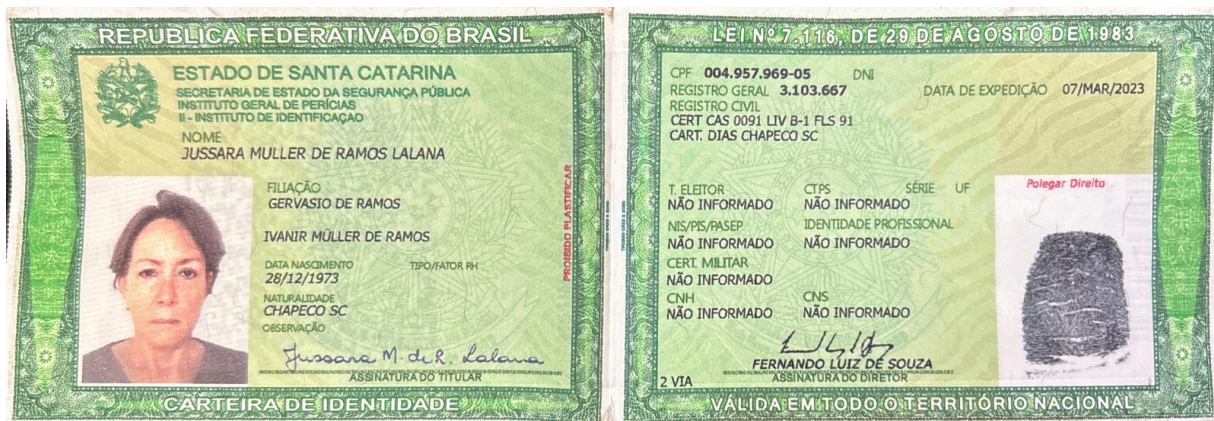 REPÚBLICA FEDERATIVA DO BRASIL
ESTADO DE SANTA CATARINA
SECRETARIA DE ESTADO DA SEGURANÇA PÚBLICA
INSTITUTO GERAL DE PERÍCIAS
II - INSTITUTO DE IDENTIFICAÇAO
NOME
JUSSARA MULLER DE RAMOS LALANA
FILIAÇÃO
GERVASIO DE RAMOS
IVANIR MÜLLER DE RAMOS
DATA NASCIMENTO TIPO/FATOR RH
28/12/1973
NATURALIDADE
CHAPECO SC
OBSERVAÇÃO
Jussara M. de R. Lalana
ASSINATURA DO TITULAR
CARTEIRA DE IDENTIDADE
PROIBIDO PLASTIFICAR
LEI Nº 7.116, DE 29 DE AGOSTO DE 1983
CPF 004.957.969-05 DNI
REGISTRO GERAL 3.103.667 DATA DE EXPEDIÇÃO 07/MAR/2023
REGISTRO CIVIL
CERT CAS 0091 LIV B-1 FLS 91
CART. DIAS CHAPECO SC
T. ELEITOR CTPS SÉRIE UF
NÃO INFORMADO NÃO INFORMADO
NIS/PIS/PASEP IDENTIDADE PROFISSIONAL
NÃO INFORMADO NÃO INFORMADO
CERT. MILITAR
NÃO INFORMADO
CNH CNS
NÃO INFORMADO NÃO INFORMADO
Polegar Direito
FERNANDO LUIZ DE SOUZA
2 VIA ASSINATURA DO DIRETOR
VÁLIDA EM TODO O TERRITÓRIO NACIONAL